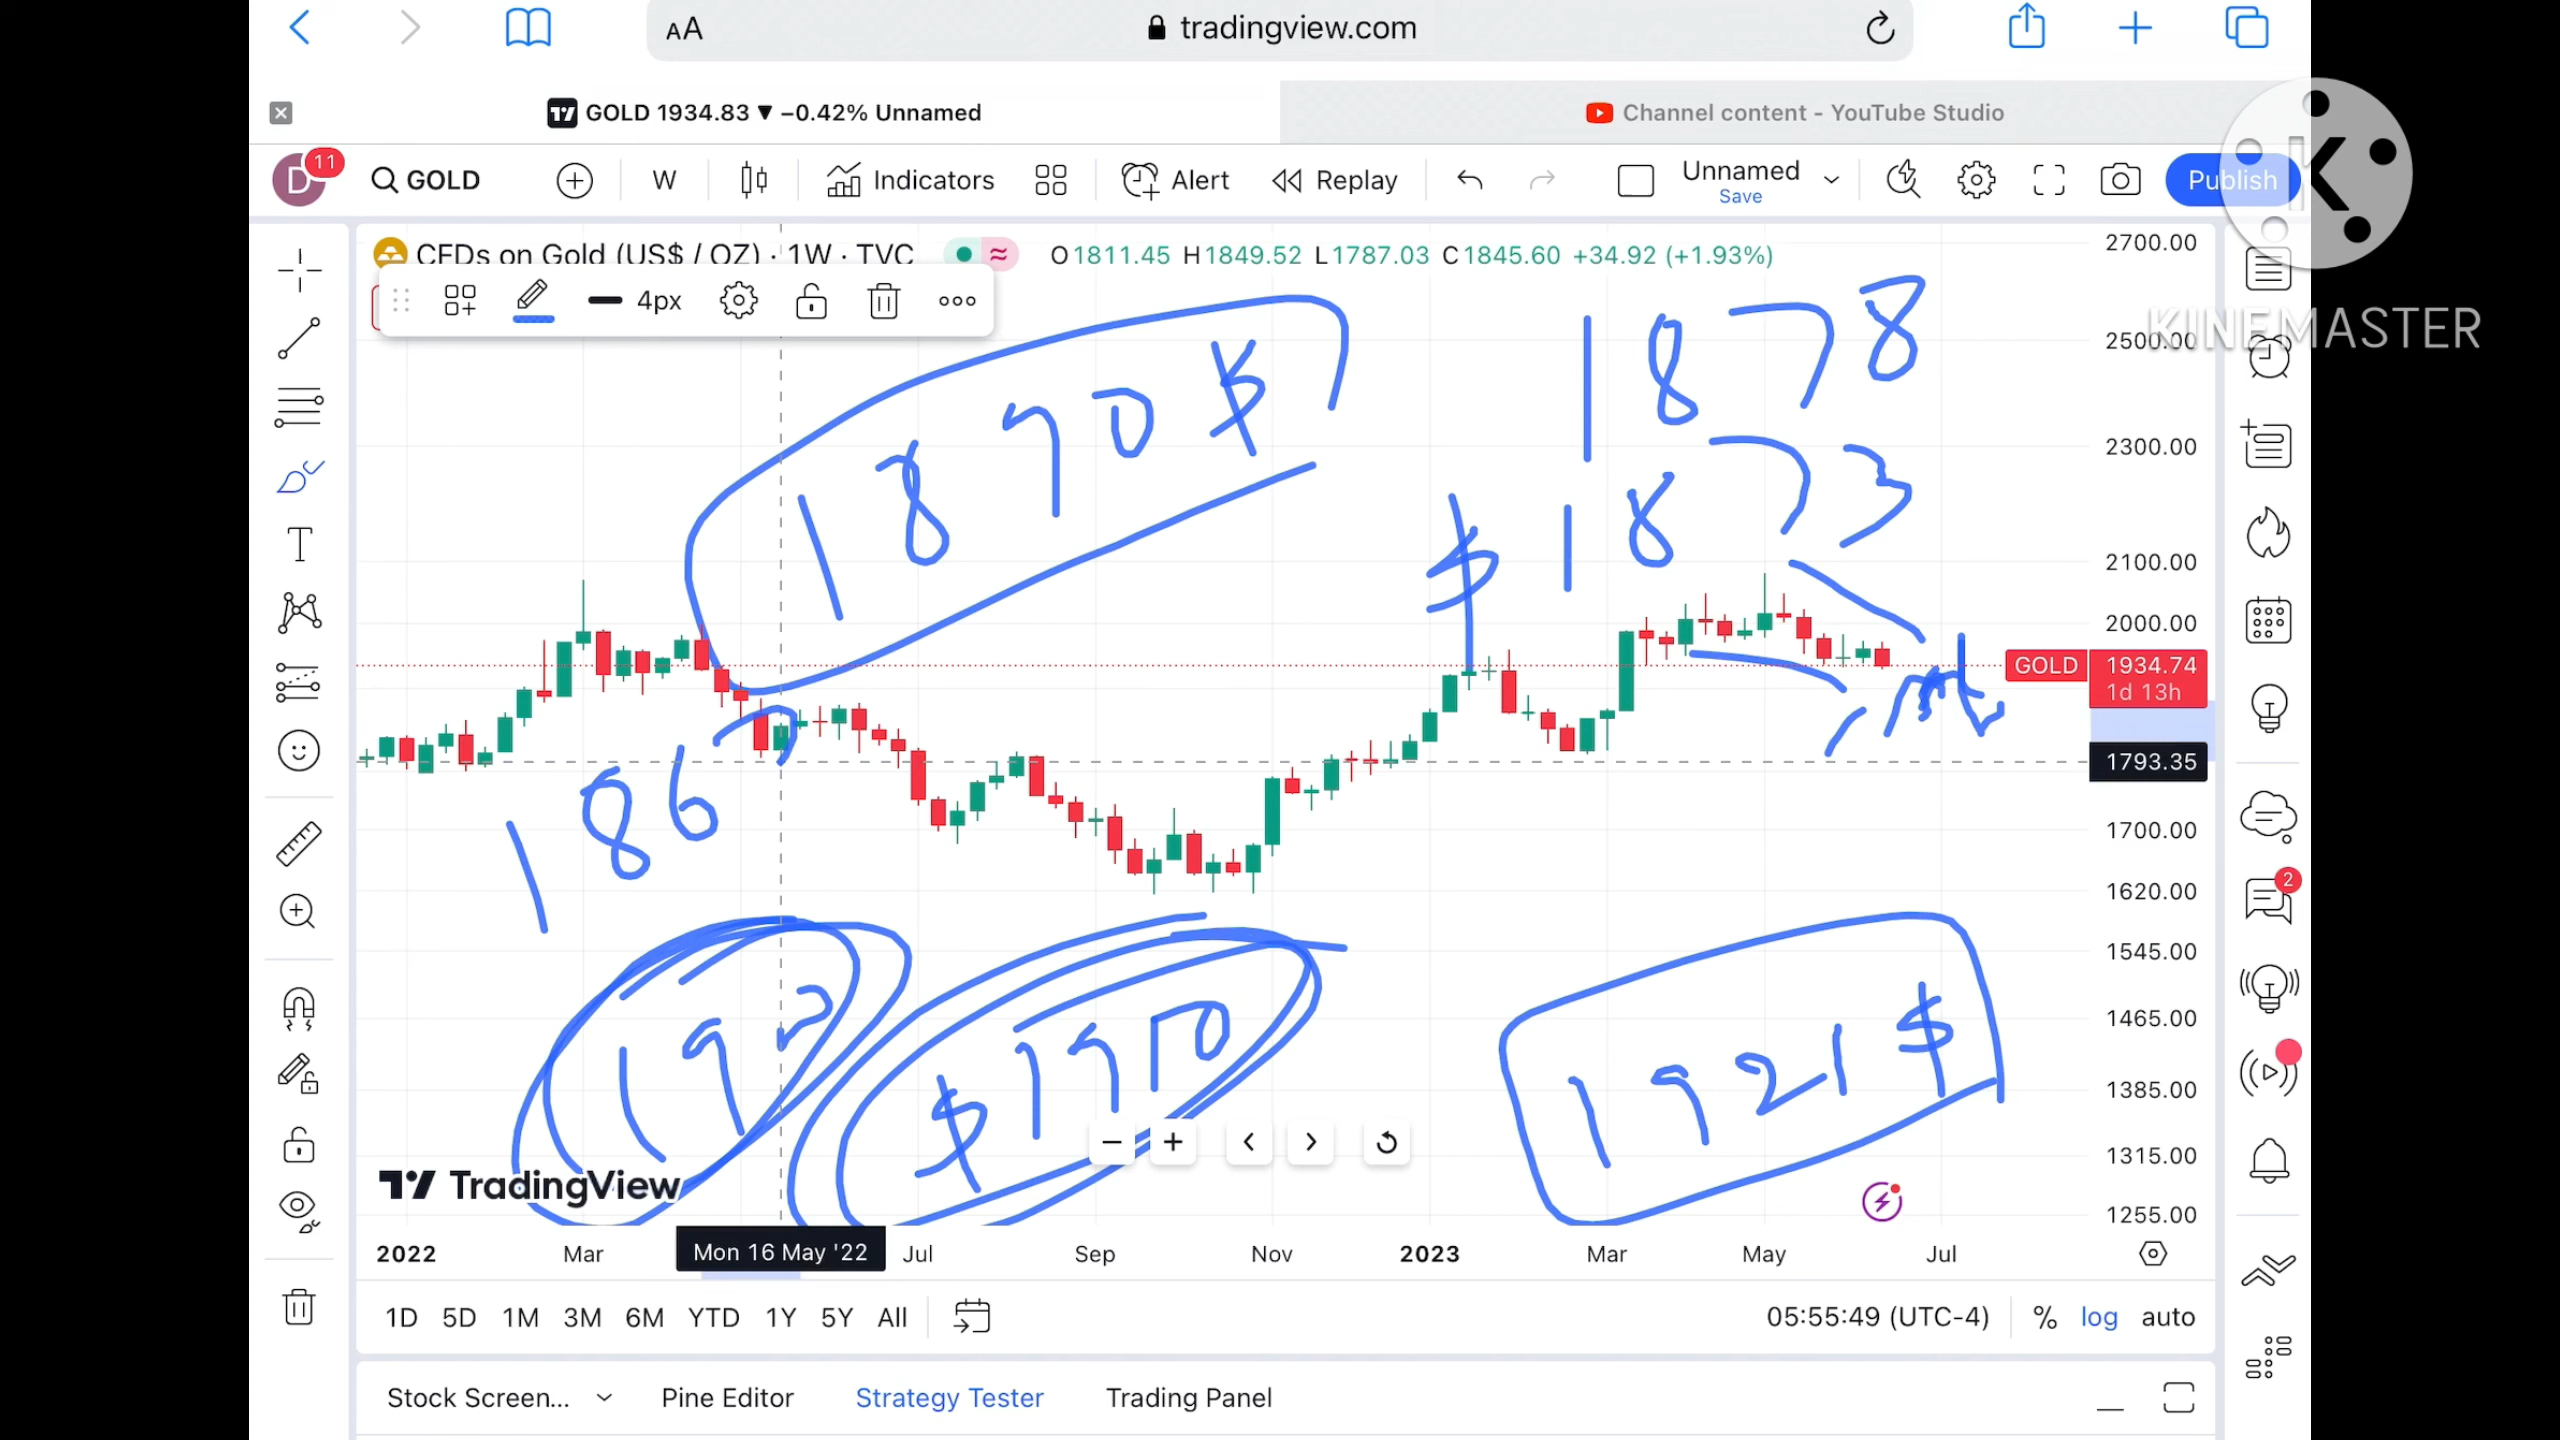 AA tradingview.com
GOLD 1934.83 ▼ −0.42% Unnamed
Channel content - YouTube Studio
D 11 GOLD W Indicators Alert Replay Unnamed Save Publish
K
KINEMASTER
CFDs on Gold (US$ / OZ) · 1W · TVC O1811.45 H1849.52 L1787.03 C1845.60 +34.92 (+1.93%)
4px
2700.00
2500.00
2300.00
2100.00
2000.00
GOLD 1934.74
1d 13h
1793.35
1700.00
1620.00
1545.00
1465.00
1385.00
1315.00
1255.00
1878
1890$
$1873
186
192
$1910
1921$
2
− + < >
TradingView
2022 Mar Mon 16 May '22 Jul Sep Nov 2023 Mar May Jul
1D 5D 1M 3M 6M YTD 1Y 5Y All 05:55:49 (UTC-4) % log auto
Stock Screen... Pine Editor Strategy Tester Trading Panel